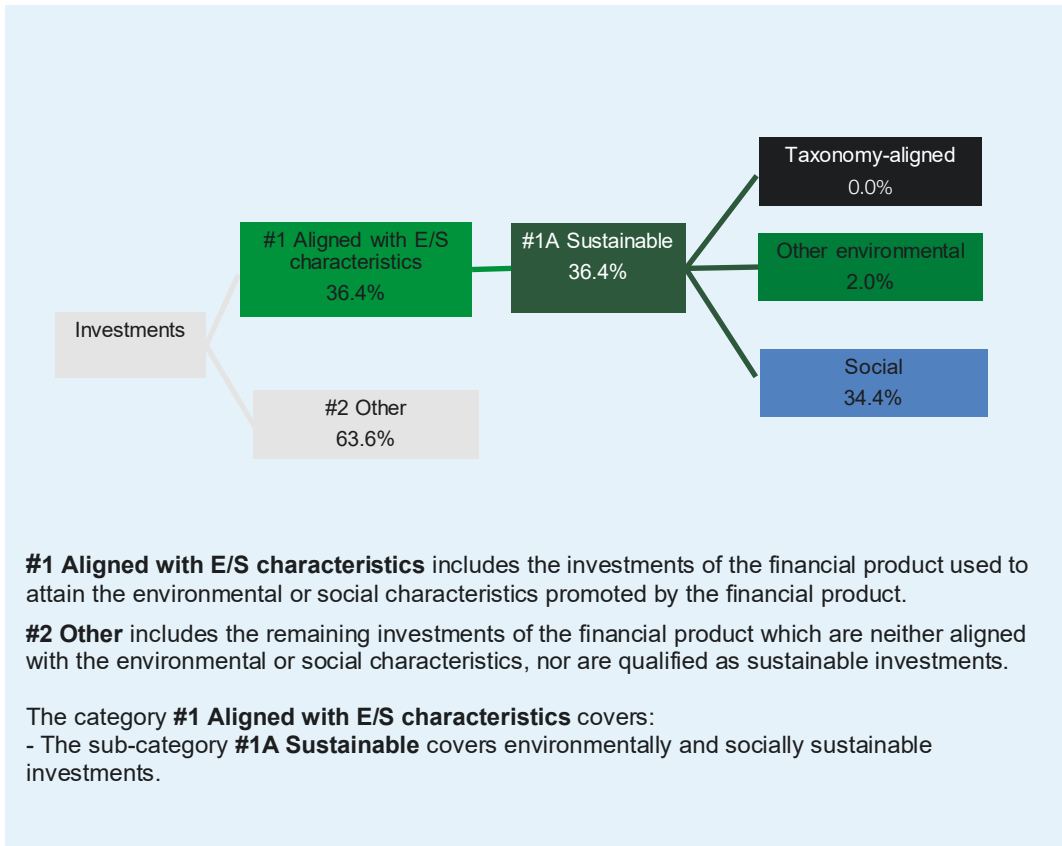 Taxonomy-aligned
0.0%
#1 Aligned with E/S
characteristics
36.4%
#1A Sustainable
36.4%
Other environmental
2.0%
Investments
Social
34.4%
#2 Other
63.6%
#1 Aligned with E/S characteristics includes the investments of the financial product used to
attain the environmental or social characteristics promoted by the financial product.
#2 Other includes the remaining investments of the financial product which are neither aligned
with the environmental or social characteristics, nor are qualified as sustainable investments.
The category #1 Aligned with E/S characteristics covers:
- The sub-category #1A Sustainable covers environmentally and socially sustainable
investments.